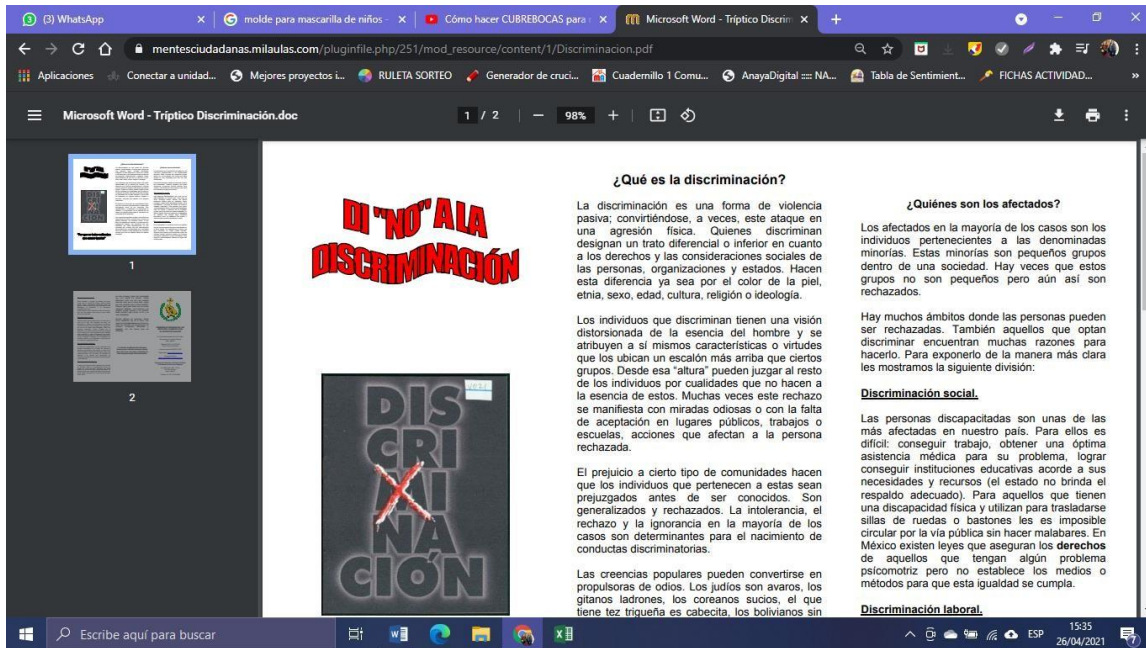 (3) WhatsApp
molde para mascarilla de niños -
Cómo hacer CUBREBOCAS para
Microsoft Word - Tríptico Discrim
mentesciudadanas.milaulas.com/pluginfile.php/251/mod_resource/content/1/Discriminacion.pdf
Aplicaciones
Conectar a unidad...
Mejores proyectos i...
RULETA SORTEO
Generador de cruci...
Cuadernillo 1 Comu...
AnayaDigital :::: NA...
Tabla de Sentimient...
FICHAS ACTIVIDAD...
Microsoft Word - Tríptico Discriminación.doc
1 / 2
98%
1
2
DI "NO" A LA
DISCRIMINACIÓN
DIS
CRI
MI
NA
CIÓN
¿Qué es la discriminación?
La discriminación es una forma de violencia
pasiva; convirtiéndose, a veces, este ataque en
una agresión física. Quienes discriminan
designan un trato diferencial o inferior en cuanto
a los derechos y las consideraciones sociales de
las personas, organizaciones y estados. Hacen
esta diferencia ya sea por el color de la piel,
etnia, sexo, edad, cultura, religión o ideología.
Los individuos que discriminan tienen una visión
distorsionada de la esencia del hombre y se
atribuyen a sí mismos características o virtudes
que los ubican un escalón más arriba que ciertos
grupos. Desde esa "altura" pueden juzgar al resto
de los individuos por cualidades que no hacen a
la esencia de estos. Muchas veces este rechazo
se manifiesta con miradas odiosas o con la falta
de aceptación en lugares públicos, trabajos o
escuelas, acciones que afectan a la persona
rechazada.
El prejuicio a cierto tipo de comunidades hacen
que los individuos que pertenecen a estas sean
prejuzgados antes de ser conocidos. Son
generalizados y rechazados. La intolerancia, el
rechazo y la ignorancia en la mayoría de los
casos son determinantes para el nacimiento de
conductas discriminatorias.
Las creencias populares pueden convertirse en
propulsoras de odios. Los judíos son avaros, los
gitanos ladrones, los coreanos sucios, el que
tiene tez trigueña es cabecita, los bolivianos sin
¿Quiénes son los afectados?
Los afectados en la mayoría de los casos son los
individuos pertenecientes a las denominadas
minorías. Estas minorías son pequeños grupos
dentro de una sociedad. Hay veces que estos
grupos no son pequeños pero aún así son
rechazados.
Hay muchos ámbitos donde las personas pueden
ser rechazadas. También aquellos que optan
discriminar encuentran muchas razones para
hacerlo. Para exponerlo de la manera más clara
les mostramos la siguiente división:
Discriminación social.
Las personas discapacitadas son unas de las
más afectadas en nuestro país. Para ellos es
difícil: conseguir trabajo, obtener una óptima
asistencia médica para su problema, lograr
conseguir instituciones educativas acorde a sus
necesidades y recursos (el estado no brinda el
respaldo adecuado). Para aquellos que tienen
una discapacidad física y utilizan para trasladarse
sillas de ruedas o bastones les es imposible
circular por la vía pública sin hacer malabares. En
México existen leyes que aseguran los derechos
de aquellos que tengan algún problema
psícomotriz pero no establece los medios o
métodos para que esta igualdad se cumpla.
Discriminación laboral.
Escribe aquí para buscar
ESP
15:35
26/04/2021